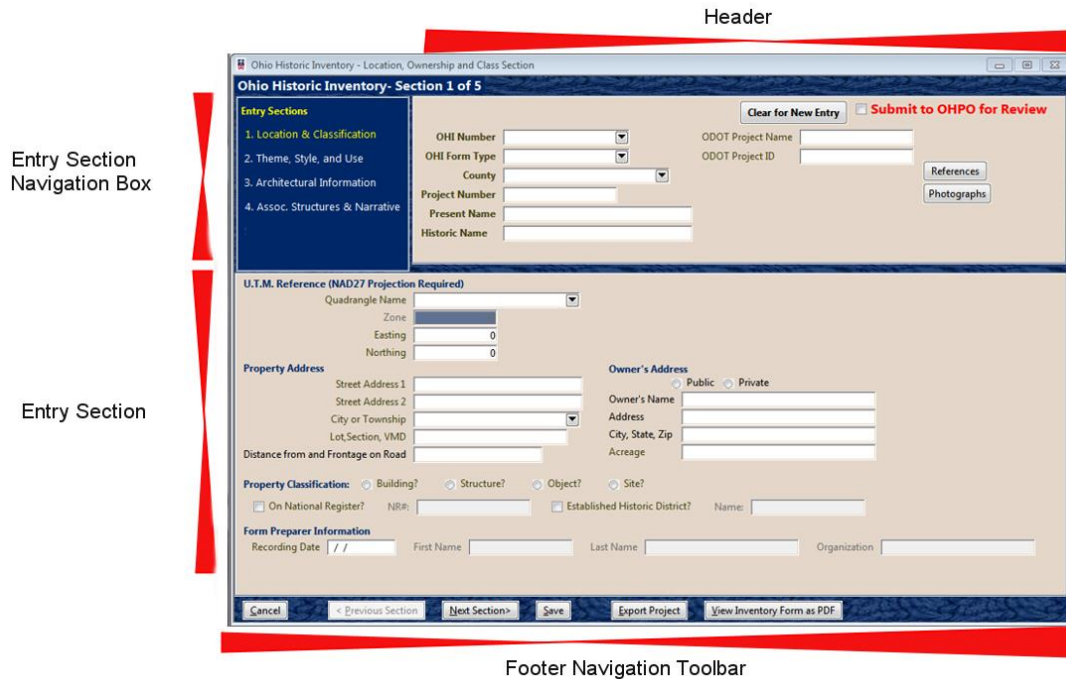 Header
Ohio Historic Inventory - Location, Ownership and Class Section
Ohio Historic Inventory- Section 1 of 5
Entry Section Navigation Box
Entry Sections
1. Location & Classification
2. Theme, Style, and Use
3. Architectural Information
4. Assoc. Structures & Narrative
Clear for New Entry Submit to OHPO for Review
OHI Number ODOT Project Name
OHI Form Type ODOT Project ID
County
References
Project Number
Photographs
Present Name
Historic Name
Entry Section
U.T.M. Reference (NAD27 Projection Required)
Quadrangle Name
Zone
Easting 0
Northing 0
Property Address
Street Address 1
Street Address 2
City or Township
Lot,Section, VMD
Distance from and Frontage on Road
Owner's Address
Public Private
Owner's Name
Address
City, State, Zip
Acreage
Property Classification: Building? Structure? Object? Site?
On National Register? NR#: Established Historic District? Name:
Form Preparer Information
Recording Date / / First Name Last Name Organization
Cancel < Previous Section Next Section> Save Export Project View Inventory Form as PDF
Footer Navigation Toolbar